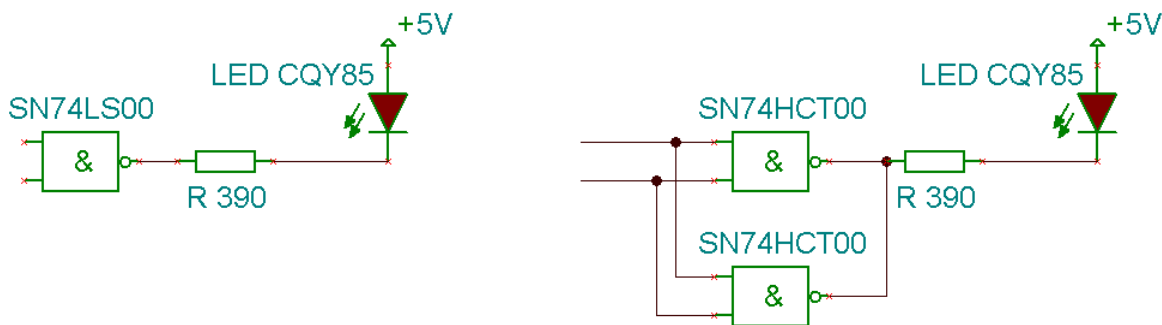 +5V
LED CQY85
SN74LS00
&
R 390
+5V
LED CQY85
SN74HCT00
&
R 390
SN74HCT00
&